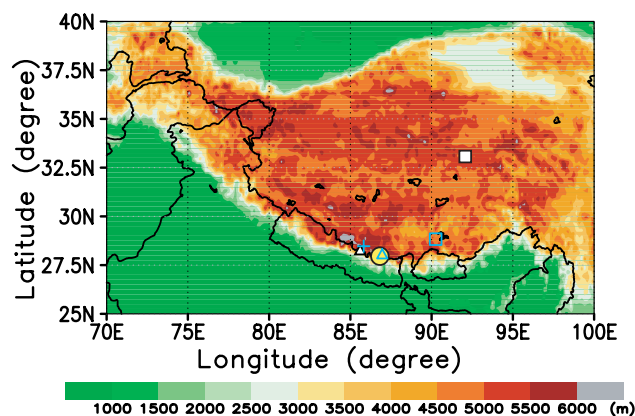 40N
37.5N
35N
32.5N
30N
27.5N
25N
Latitude (degree)
70E 75E 80E 85E 90E 95E 100E
Longitude (degree)
1000 1500 2000 2500 3000 3500 4000 4500 5000 5500 6000 (m)